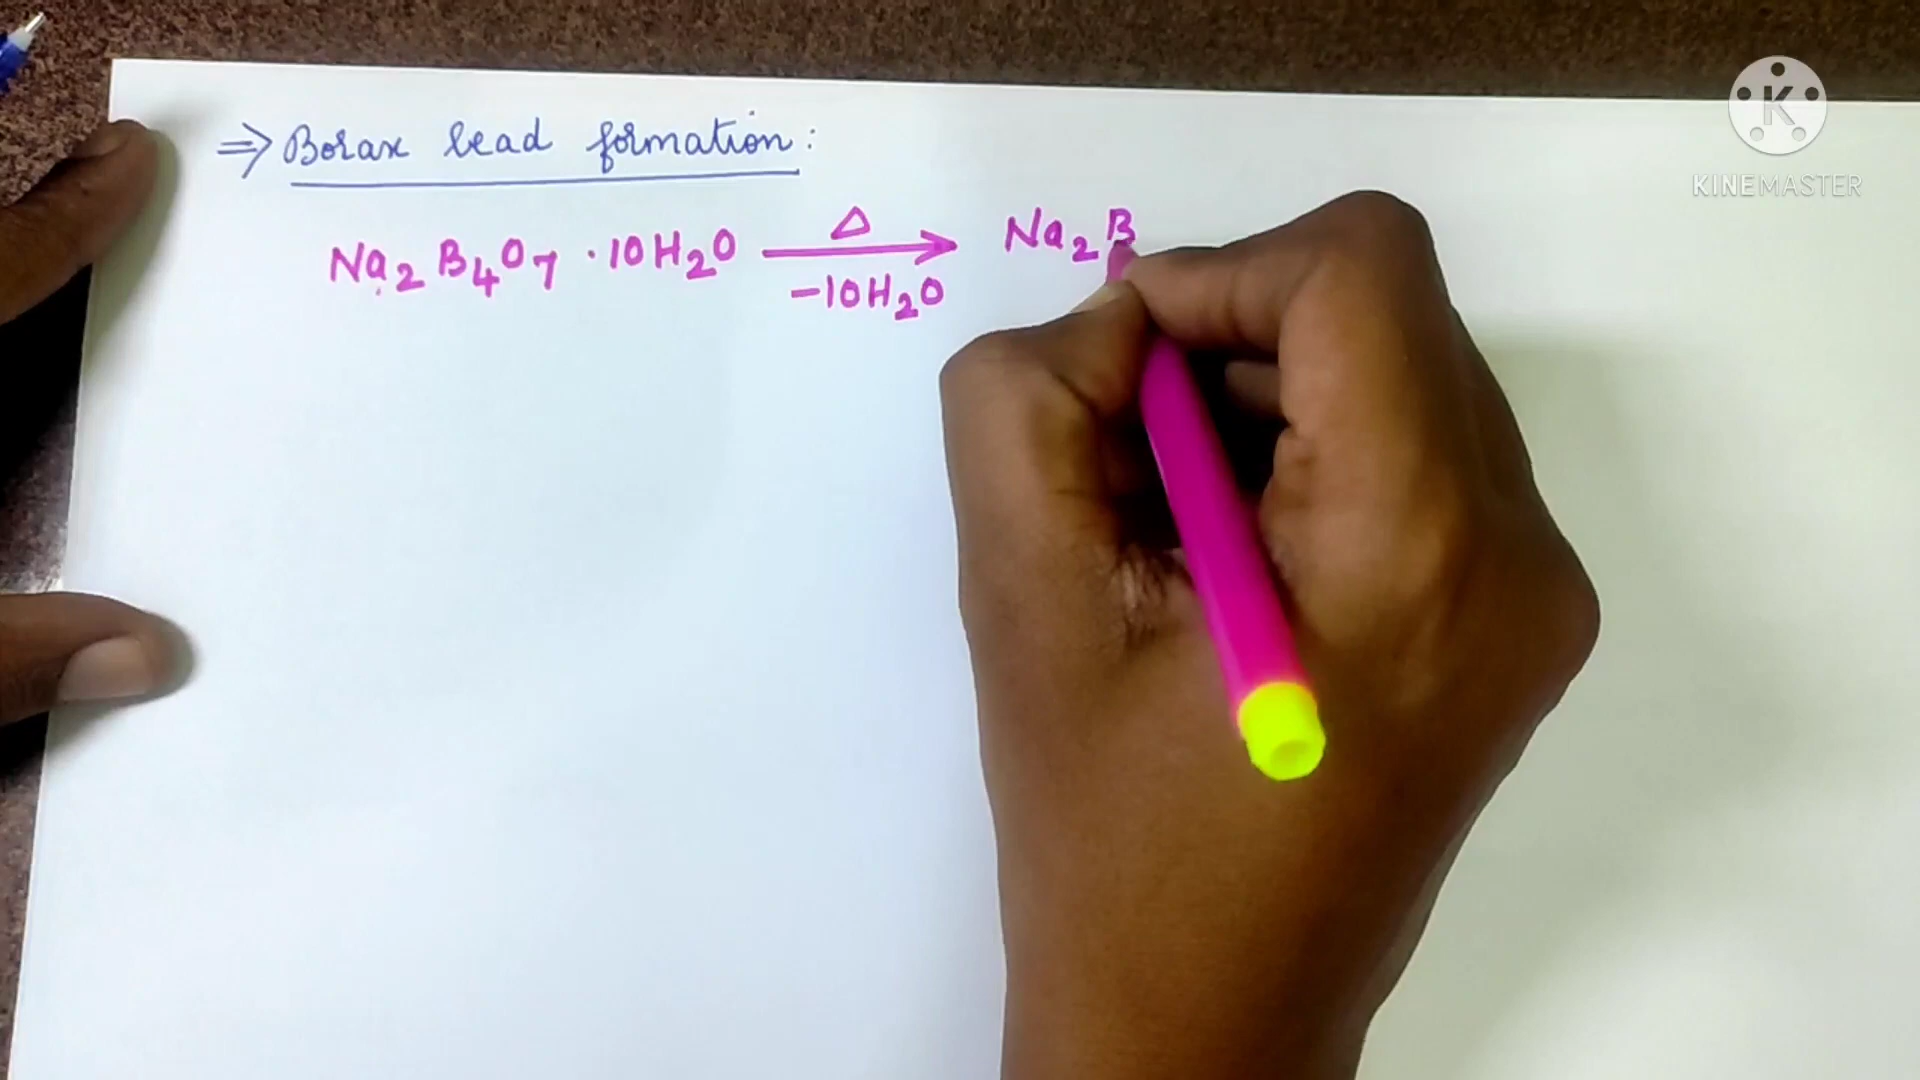 ⇒ Borax bead formation:
Na₂B₄O₇ · 10H₂O —Δ→ Na₂B
−10H₂O
K
KINEMASTER